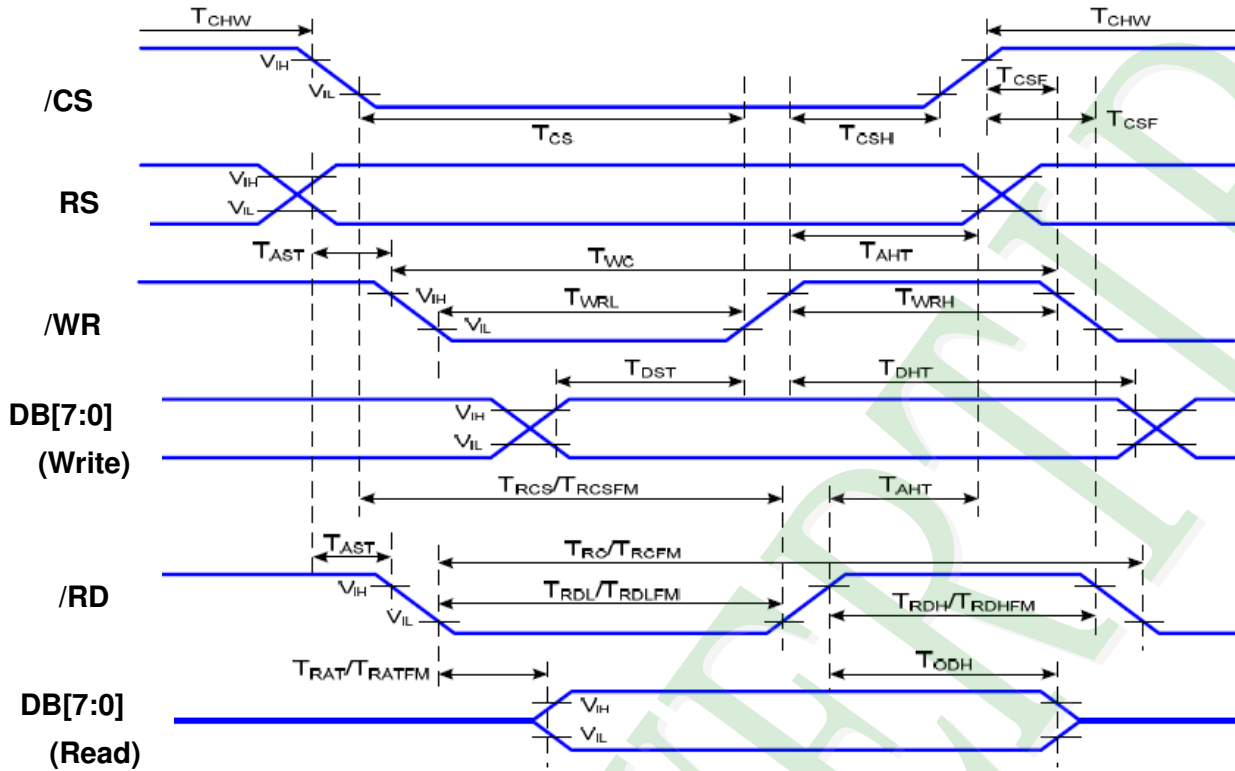 TCHW TCHW
VIH
VIL
/CS
TCSF
TCSF
TCS TCSH
VIH
RS
VIL
TAST TWC TAHT
VIH TWRL TWRH
/WR
VIL
TDST TDHT
DB[7:0]
VIH
VIL
(Write)
TRCS/TRCSFM TAHT
TAST TRC/TRCFM
/RD
VIH
TRDL/TRDLFM TRDH/TRDHFM
VIL
TRAT/TRATFM TODH
DB[7:0]
VIH
VIL
(Read)